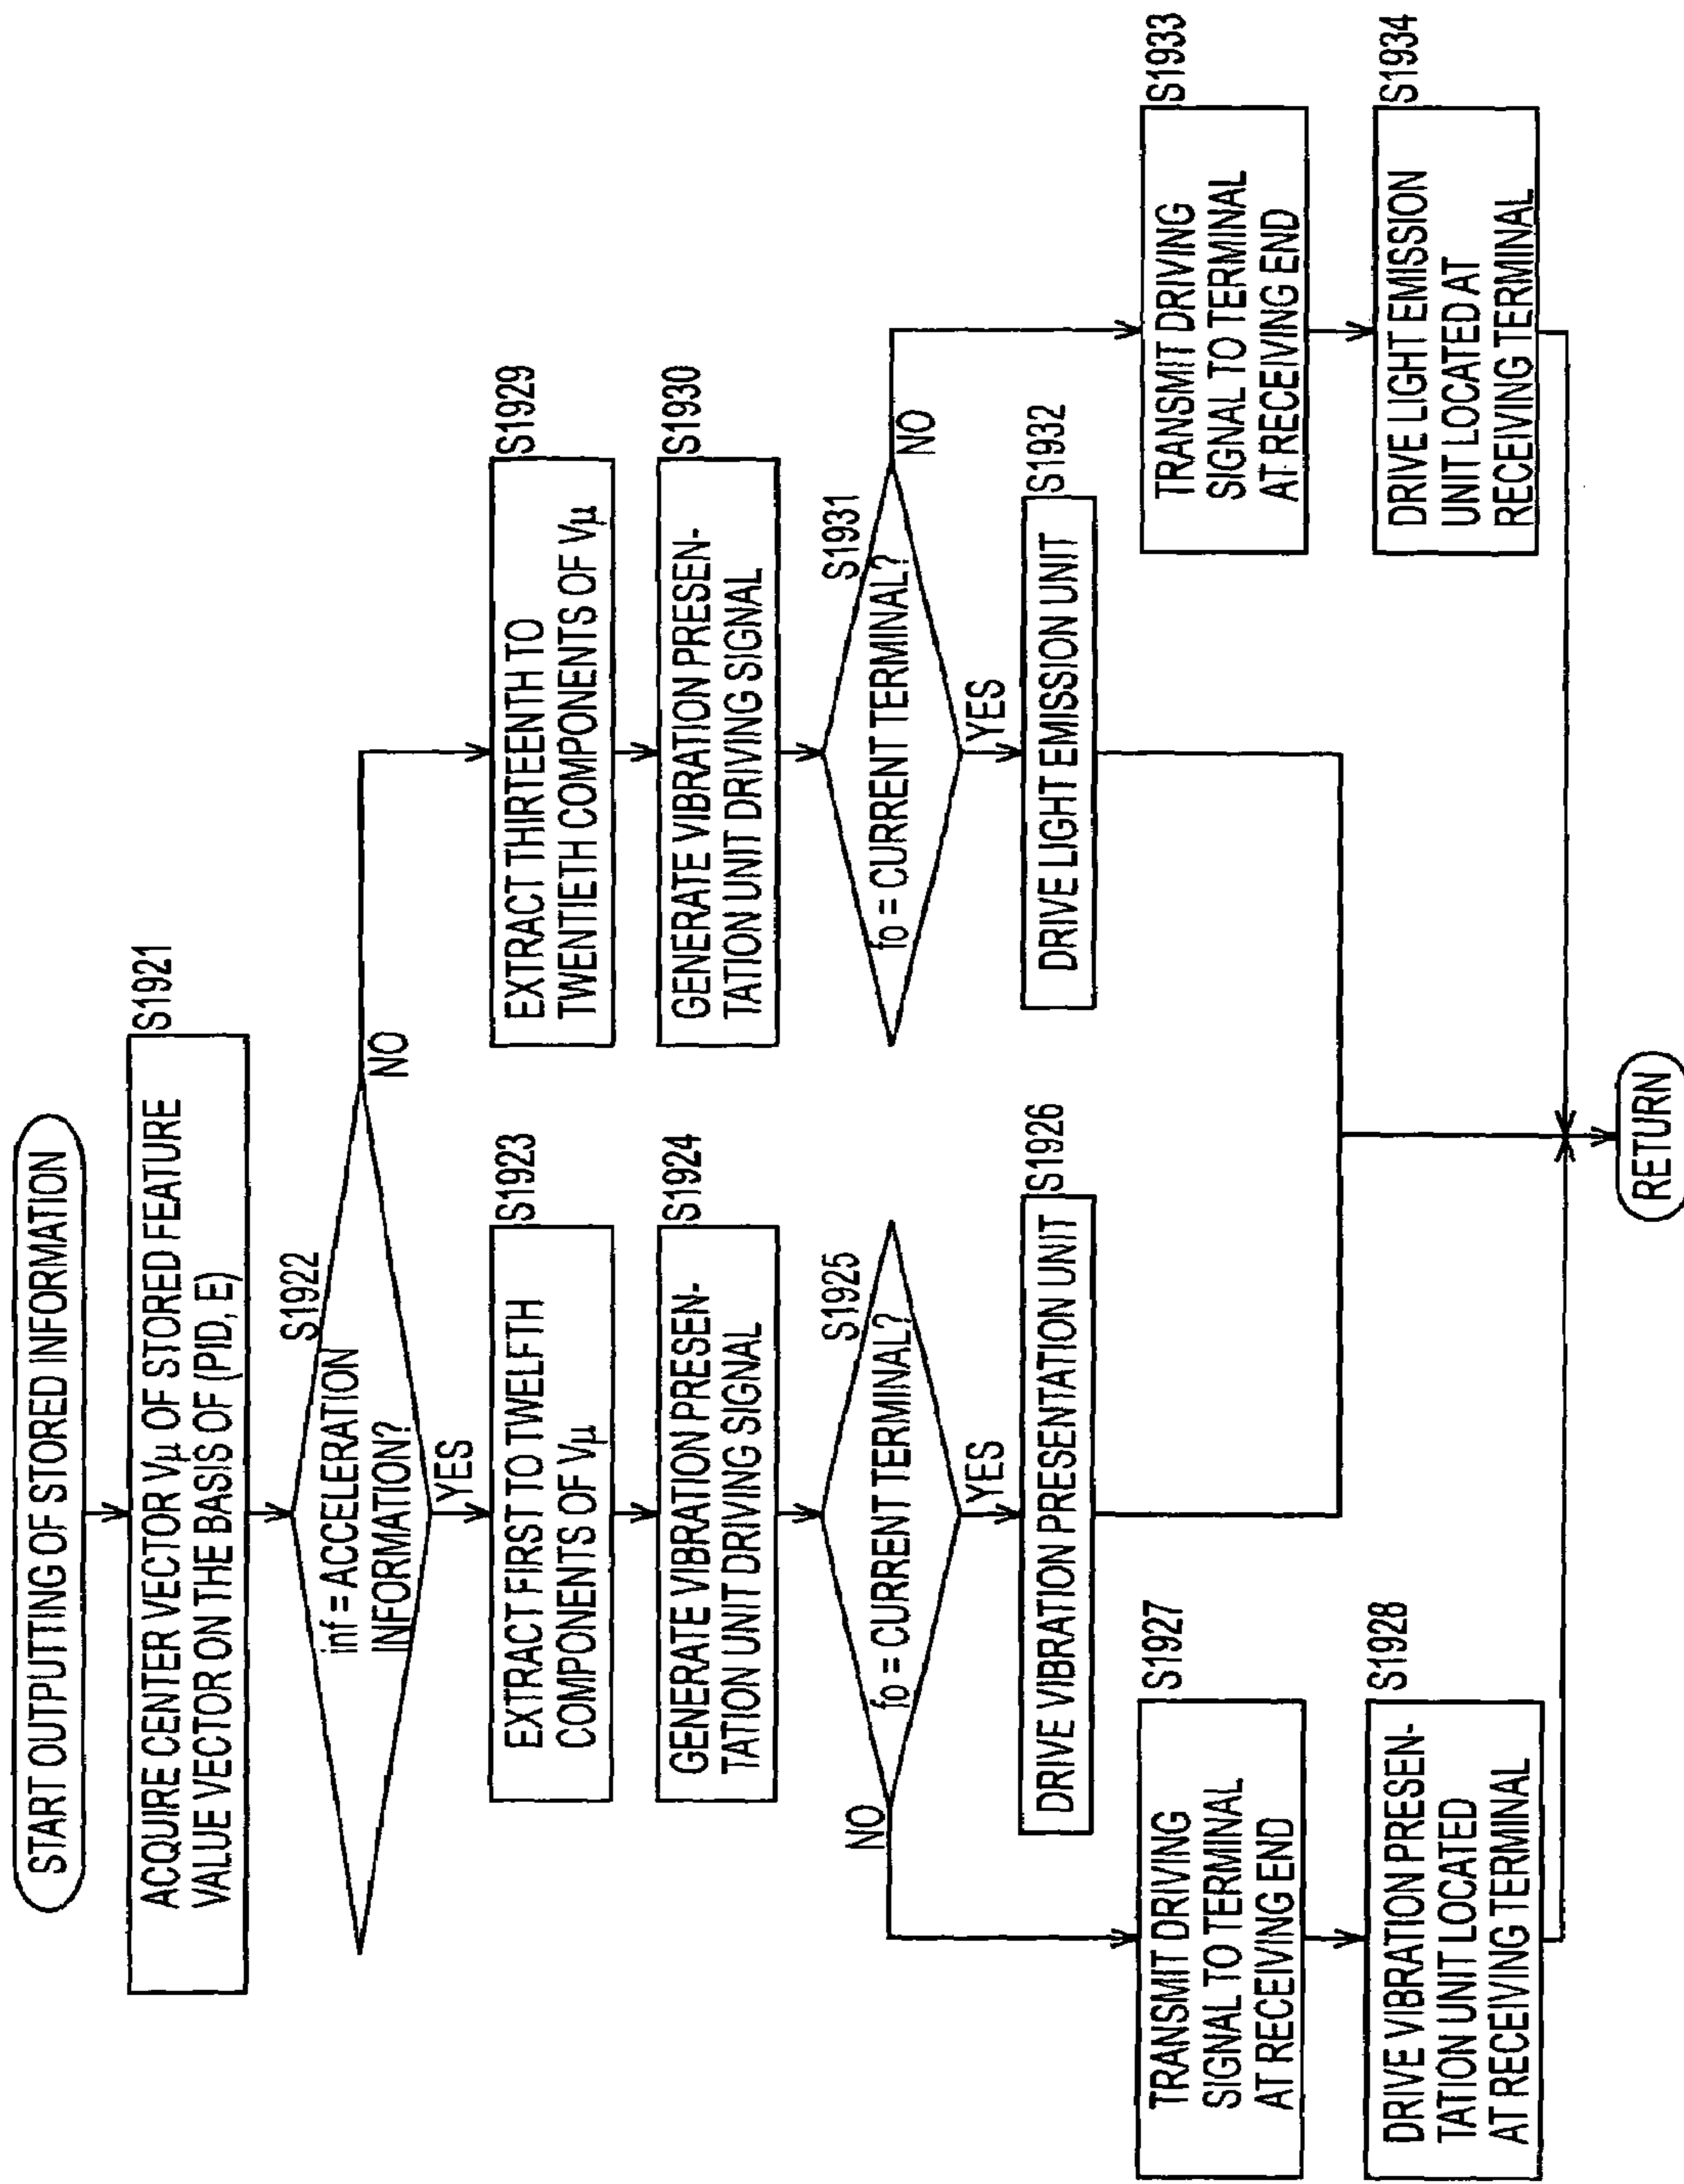 START OUTPUTTING OF STORED INFORMATION
S1921
ACQUIRE CENTER VECTOR Vμ OF STORED FEATURE
VALUE VECTOR ON THE BASIS OF (PID, E)
S1922
inf = ACCELERATION
INFORMATION?
YES
NO
S1923
EXTRACT FIRST TO TWELFTH
COMPONENTS OF Vμ
S1924
GENERATE VIBRATION PRESEN-
TATION UNIT DRIVING SIGNAL
S1925
fo = CURRENT TERMINAL?
NO
YES
S1926
DRIVE VIBRATION PRESENTATION UNIT
S1927
TRANSMIT DRIVING
SIGNAL TO TERMINAL
AT RECEIVING END
S1928
DRIVE VIBRATION PRESEN-
TATION UNIT LOCATED
AT RECEIVING TERMINAL
S1929
EXTRACT THIRTEENTH TO
TWENTIETH COMPONENTS OF Vμ
S1930
GENERATE VIBRATION PRESEN-
TATION UNIT DRIVING SIGNAL
S1931
fo = CURRENT TERMINAL?
NO
YES
S1932
DRIVE LIGHT EMISSION UNIT
S1933
TRANSMIT DRIVING
SIGNAL TO TERMINAL
AT RECEIVING END
S1934
DRIVE LIGHT EMISSION
UNIT LOCATED AT
RECEIVING TERMINAL
RETURN